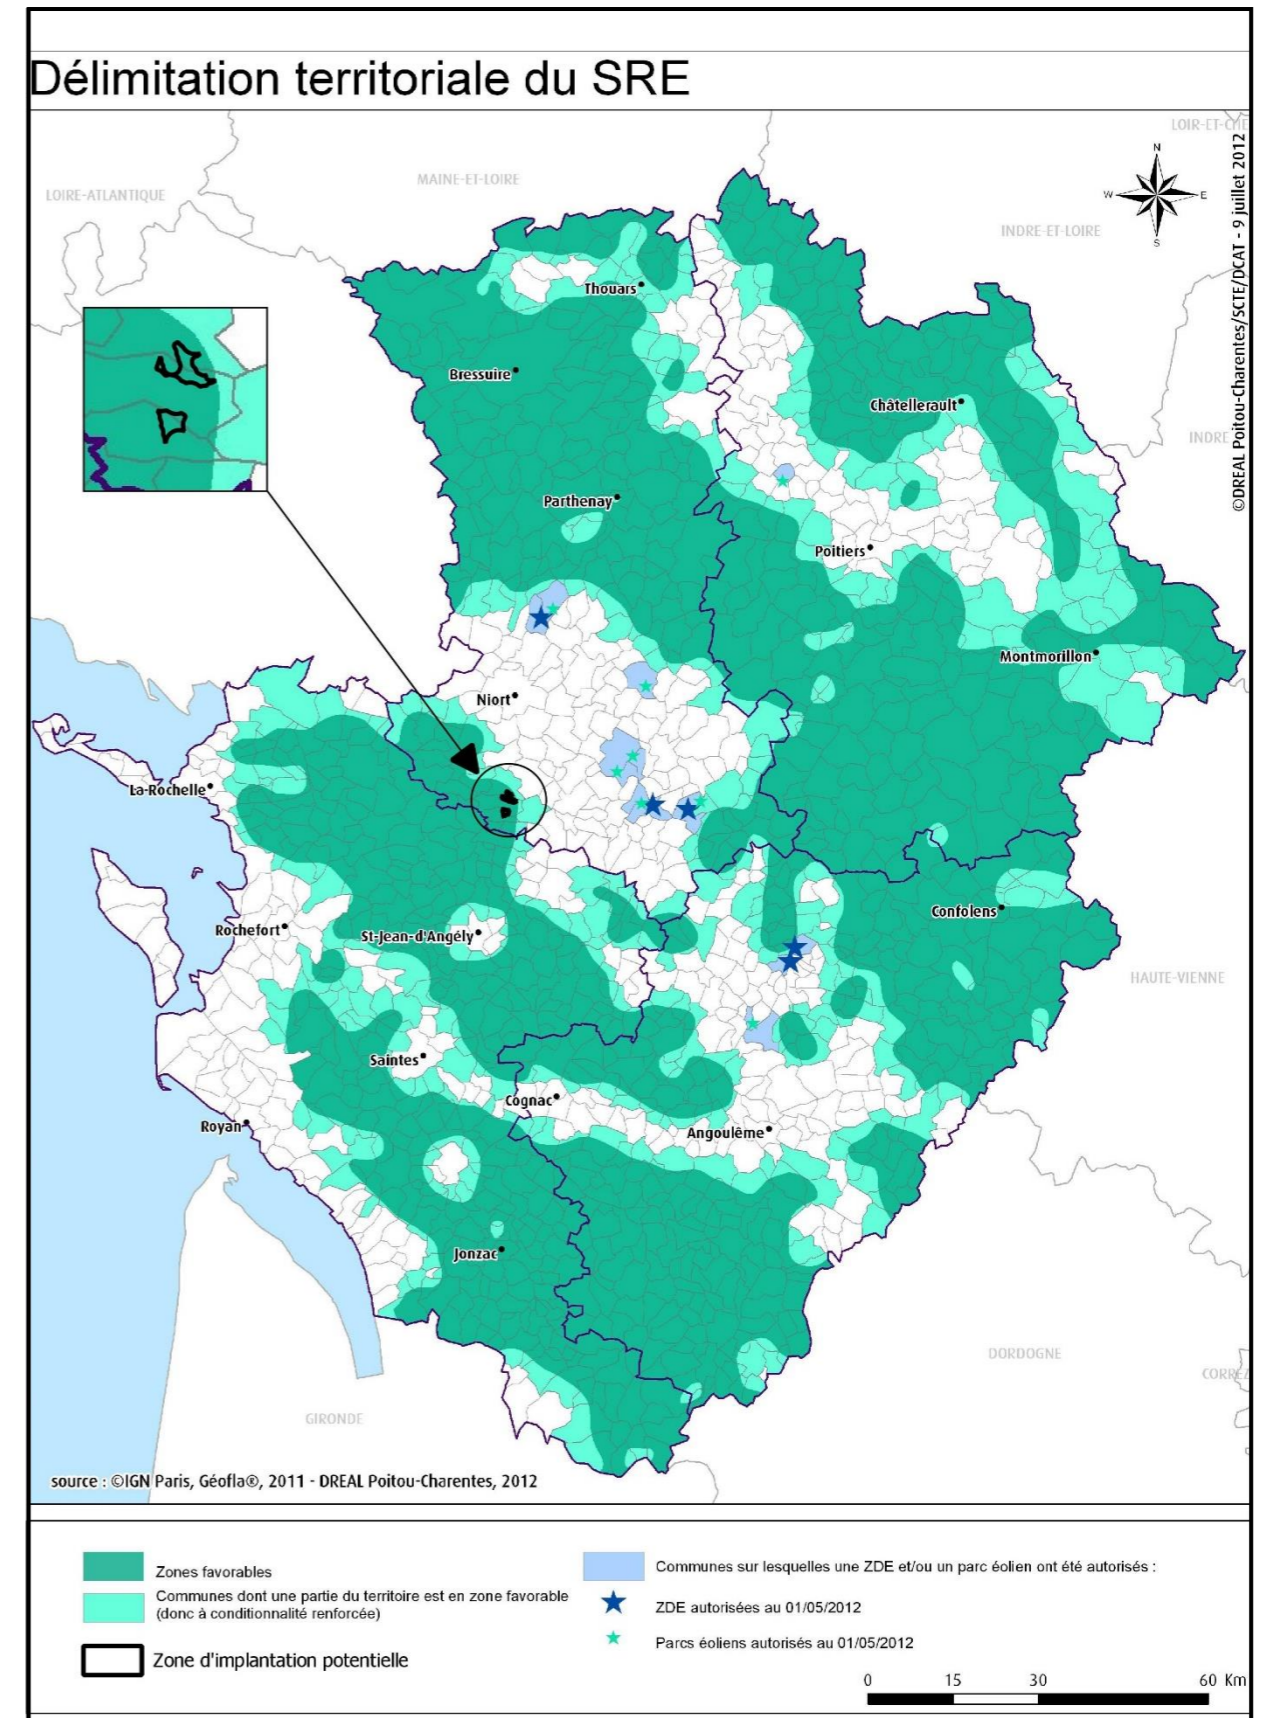 Délimitation territoriale du SRE
LOIR-ET-CHE
N
W
E
S
©DREAL Poitou-Charentes/SCTE/DCAT - 9 juillet 2012
MAINE-ET-LOIRE
LOIRE-ATLANTIQUE
INDRE-ET-LOIRE
Thouars
Bressuire
Châtellerault
INDRE
Parthenay
Poitiers
Montmorillon
Niort
La-Rochelle
Confolens
Rochefort
St-Jean-d'Angély
HAUTE-VIENNE
Saintes
Cognac
Royan
Angoulême
Jonzac
DORDOGNE
CORREZ
GIRONDE
source : ©IGN Paris, Géofla®, 2011 - DREAL Poitou-Charentes, 2012
Zones favorables
Communes dont une partie du territoire est en zone favorable
(donc à conditionnalité renforcée)
Zone d'implantation potentielle
Communes sur lesquelles une ZDE et/ou un parc éolien ont été autorisés :
ZDE autorisées au 01/05/2012
Parcs éoliens autorisés au 01/05/2012
0 15 30 60 Km